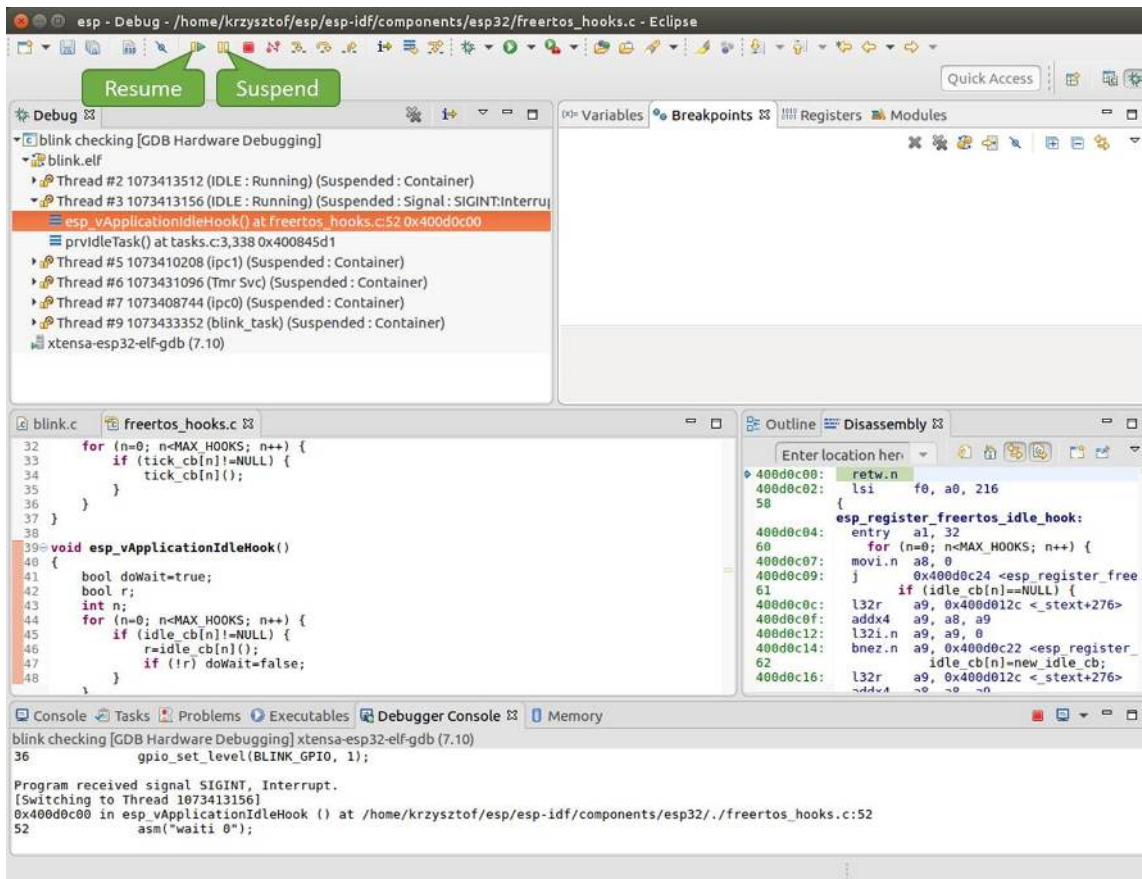 esp - Debug - /home/krzysztof/esp/esp-idf/components/esp32/freertos_hooks.c - Eclipse
Resume
Suspend
Quick Access
Debug
blink checking [GDB Hardware Debugging]
blink.elf
Thread #2 1073413512 (IDLE : Running) (Suspended : Container)
Thread #3 1073413156 (IDLE : Running) (Suspended : Signal : SIGINT:Interru
esp_vApplicationIdleHook() at freertos_hooks.c:52 0x400d0c00
prvIdleTask() at tasks.c:3,338 0x400845d1
Thread #5 1073410208 (ipc1) (Suspended : Container)
Thread #6 1073431096 (Tmr Svc) (Suspended : Container)
Thread #7 1073408744 (ipc0) (Suspended : Container)
Thread #9 1073433352 (blink_task) (Suspended : Container)
xtensa-esp32-elf-gdb (7.10)
(x)= Variables Breakpoints Registers Modules
blink.c freertos_hooks.c
32 for (n=0; n<MAX_HOOKS; n++) {
33 if (tick_cb[n]!=NULL) {
34 tick_cb[n]();
35 }
36 }
37 }
38
39 void esp_vApplicationIdleHook()
40 {
41 bool doWait=true;
42 bool r;
43 int n;
44 for (n=0; n<MAX_HOOKS; n++) {
45 if (idle_cb[n]!=NULL) {
46 r=idle_cb[n]();
47 if (!r) doWait=false;
48 }
}
Outline Disassembly
Enter location her
400d0c00: retw.n
400d0c02: lsi f0, a0, 216
58 {
esp_register_freertos_idle_hook:
400d0c04: entry a1, 32
60 for (n=0; n<MAX_HOOKS; n++) {
400d0c07: movi.n a8, 0
400d0c09: j 0x400d0c24 <esp_register_free
61 if (idle_cb[n]==NULL) {
400d0c0c: l32r a9, 0x400d012c <_stext+276>
400d0c0f: addx4 a9, a8, a9
400d0c12: l32i.n a9, a9, 0
400d0c14: bnez.n a9, 0x400d0c22 <esp_register_
62 idle_cb[n]=new_idle_cb;
400d0c16: l32r a9, 0x400d012c <_stext+276>
addx4 a8, a8, a9
Console Tasks Problems Executables Debugger Console Memory
blink checking [GDB Hardware Debugging] xtensa-esp32-elf-gdb (7.10)
36 gpio_set_level(BLINK_GPIO, 1);
Program received signal SIGINT, Interrupt.
[Switching to Thread 1073413156]
0x400d0c00 in esp_vApplicationIdleHook () at /home/krzysztof/esp/esp-idf/components/esp32/./freertos_hooks.c:52
52 asm("waiti 0");